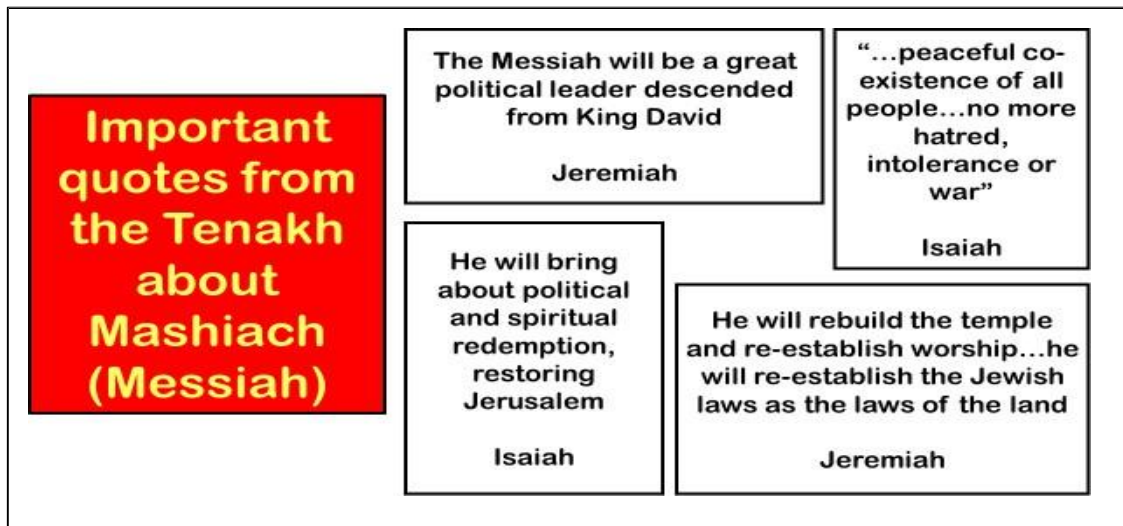 Important
quotes from
the Tenakh
about
Mashiach
(Messiah)
The Messiah will be a great
political leader descended
from King David
Jeremiah
“…peaceful co-
existence of all
people…no more
hatred,
intolerance or
war”
Isaiah
He will bring
about political
and spiritual
redemption,
restoring
Jerusalem
Isaiah
He will rebuild the temple
and re-establish worship…he
will re-establish the Jewish
laws as the laws of the land
Jeremiah